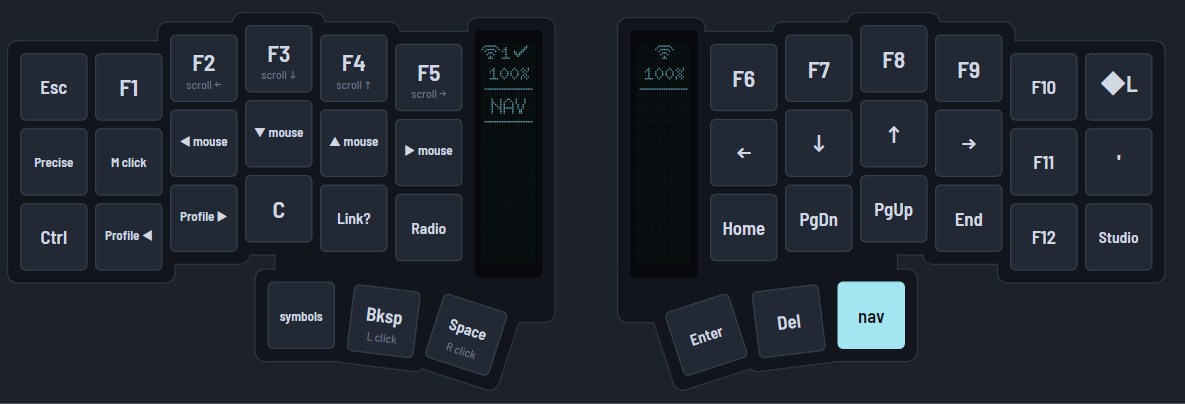 Esc
F1
F2
scroll ←
F3
scroll ↓
F4
scroll ↑
F5
scroll →
1✓
100%
NAV
100%
F6
F7
F8
F9
F10
◆L
Precise
M click
◀ mouse
▼ mouse
▲ mouse
▶ mouse
←
↓
↑
→
F11
'
Ctrl
Profile ◀
Profile ▶
C
Link?
Radio
Home
PgDn
PgUp
End
F12
Studio
symbols
Bksp
L click
Space
R click
Enter
Del
nav